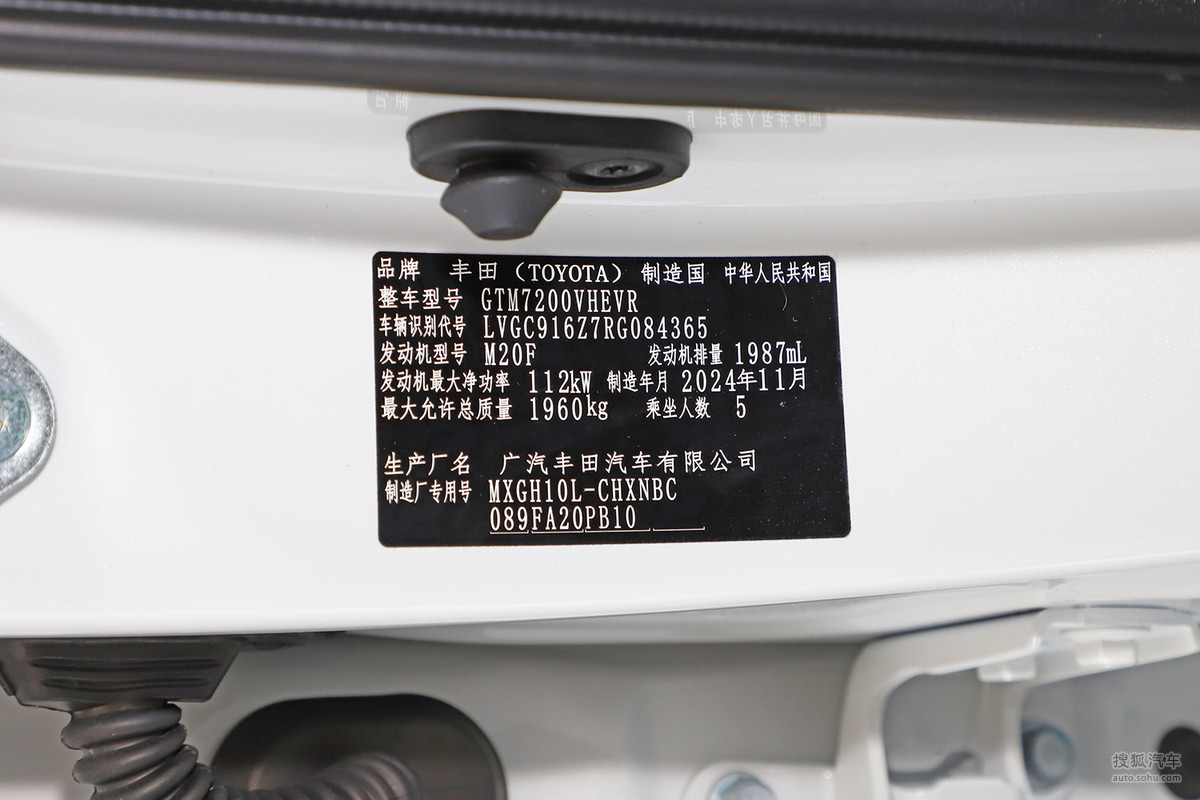 品牌 丰田（TOYOTA） 制造国 中华人民共和国
整车型号 GTM7200VHEVR
车辆识别代号 LVGC916Z7RG084365
发动机型号 M20F 发动机排量 1987mL
发动机最大净功率 112kW 制造年月 2024年11月
最大允许总质量 1960kg 乘坐人数 5
生产厂名 广汽丰田汽车有限公司
制造厂专用号 MXGH10L-CHXNBC
089FA20PB10
搜狐汽车
auto.sohu.com